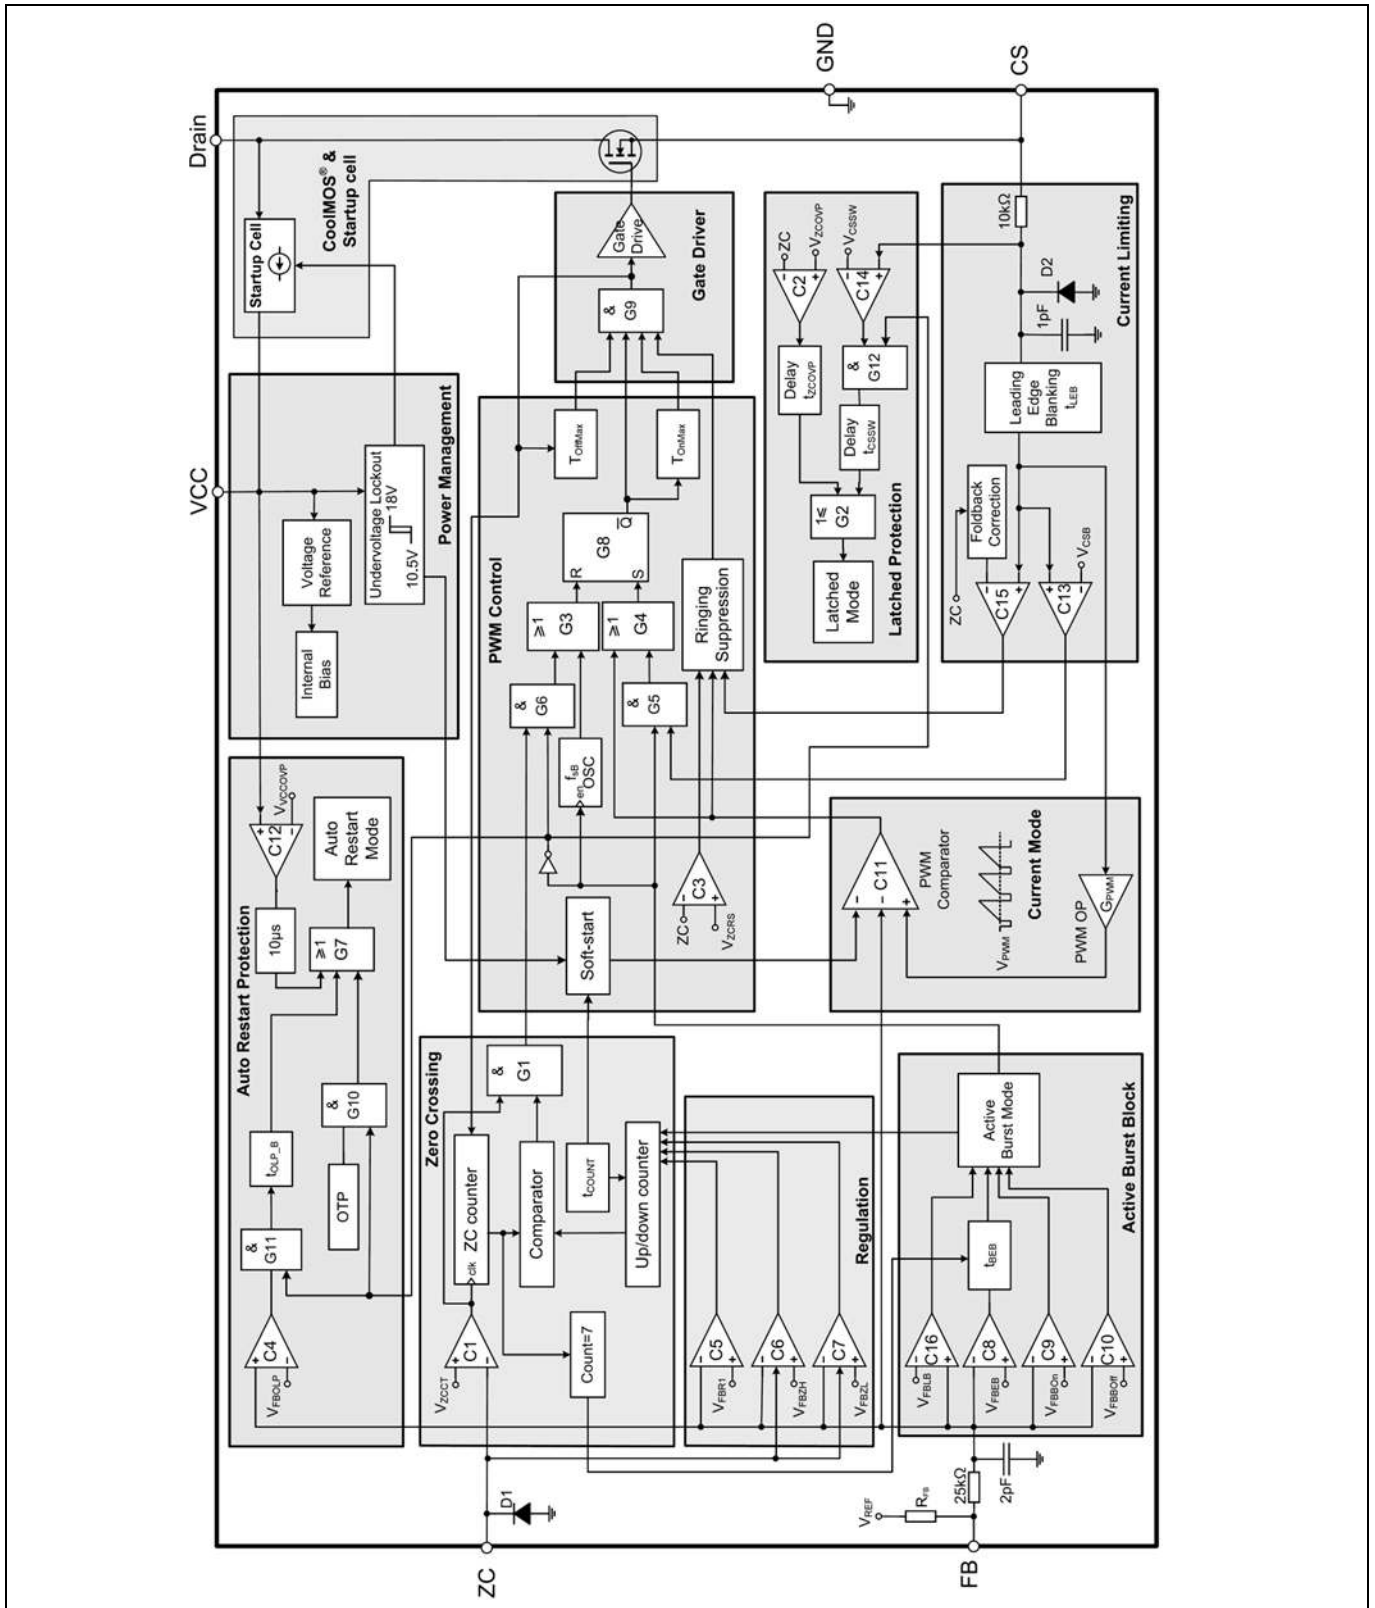 Drain
VCC
ZC
FB
GND
CS
CoolMOS® &
Startup cell
Startup Cell
Power Management
Voltage
Reference
Internal
Bias
Undervoltage Lockout
18V
10.5V
Auto Restart Protection
C12
+
-
VVCCOVP
Auto
Restart
Mode
10µs
≥1
G7
&
G10
OTP
tOLP_B
&
G11
C4
+
-
VFBOLP
Gate Driver
Gate
Drive
&
G9
PWM Control
TOffMax
TOnMax
G8
Q
R
S
≥1
G3
≥1
G4
&
G6
&
G5
fsB
OSC
en
Ringing
Suppression
C3
-
+
ZC
VZCRS
Soft-start
Zero Crossing
&
G1
ZC counter
clk
Comparator
tCOUNT
Up/down counter
Count=7
C1
+
-
VZCCT
D1
Latched Protection
C2
-
+
ZC
VZCOVP
C14
-
+
VCSSW
Delay
tZCOVP
&
G12
Delay
tCSSW
1≤
G2
Latched
Mode
Current Limiting
10kΩ
D2
1pF
Leading
Edge
Blanking
tLEB
Foldback
Correction
ZC
C15
-
+
C13
+
-
VCSB
Current Mode
C11
-
-
+
PWM
Comparator
VPWM
PWM OP
GPWM
Regulation
C5
-
+
VFBR1
C6
-
+
VFBZH
C7
-
+
VFBZL
Active Burst Block
Active
Burst Mode
tBEB
C16
-
+
VFBLB
C8
-
+
VFBEB
C9
-
+
VFBBOn
C10
-
+
VFBBOff
VREF
RFB
25kΩ
2pF